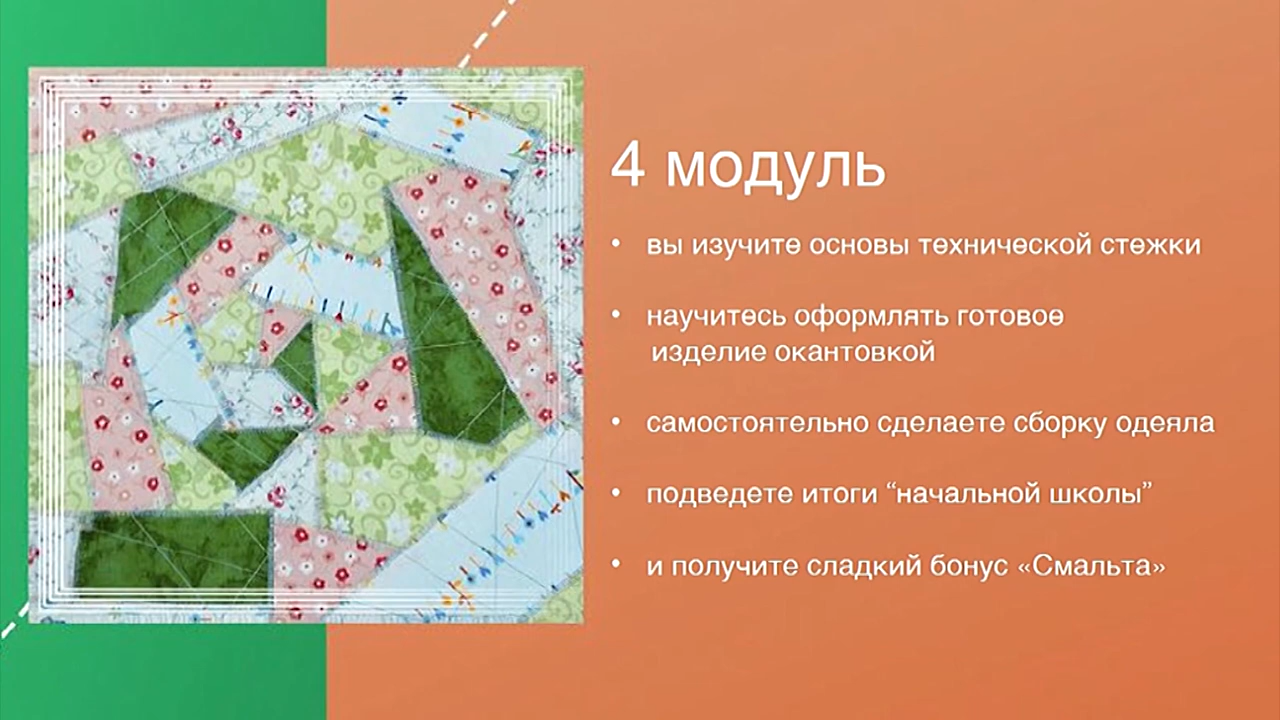 4 модуль
• вы изучите основы технической стежки
• научитесь оформлять готовое
изделие окантовкой
• самостоятельно сделаете сборку одеяла
• подведете итоги “начальной школы”
• и получите сладкий бонус «Смальта»